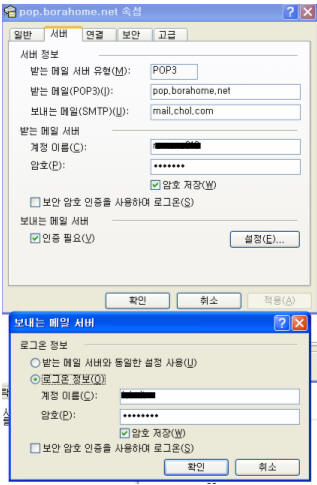 pop.borahome.net 속성
일반 서버 연결 보안 고급
서버 정보
받는 메일 서버 유형(M): POP3
받는 메일(POP3)(I): pop.borahome.net
보내는 메일(SMTP)(U): mail.chol.com
받는 메일 서버
계정 이름(C):
암호(P): •••••••
암호 저장(W)
보안 암호 인증을 사용하여 로그온(S)
보내는 메일 서버
인증 필요(V) 설정(E)...
확인 취소 적용(A)
보내는 메일 서버
로그온 정보
받는 메일 서버와 동일한 설정 사용(U)
로그온 정보(O)
계정 이름(C):
암호(P): ••••••••
암호 저장(W)
보안 암호 인증을 사용하여 로그온(S)
확인 취소